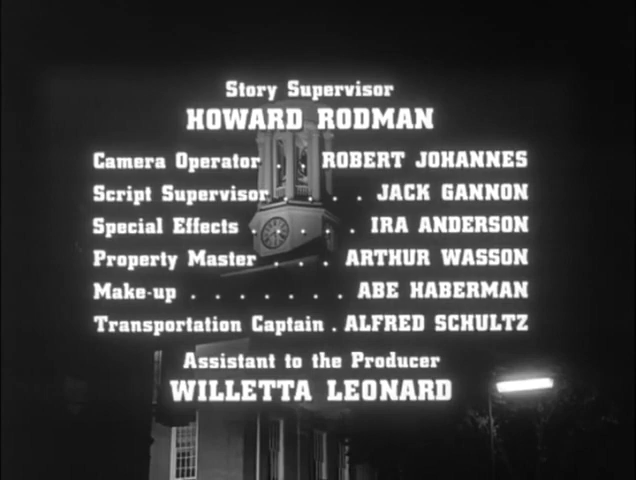 Story Supervisor
HOWARD RODMAN
Camera Operator . . ROBERT JOHANNES
Script Supervisor . . . . JACK GANNON
Special Effects . . . . . IRA ANDERSON
Property Master . . . ARTHUR WASSON
Make-up . . . . . . . ABE HABERMAN
Transportation Captain . ALFRED SCHULTZ
Assistant to the Producer
WILLETTA LEONARD